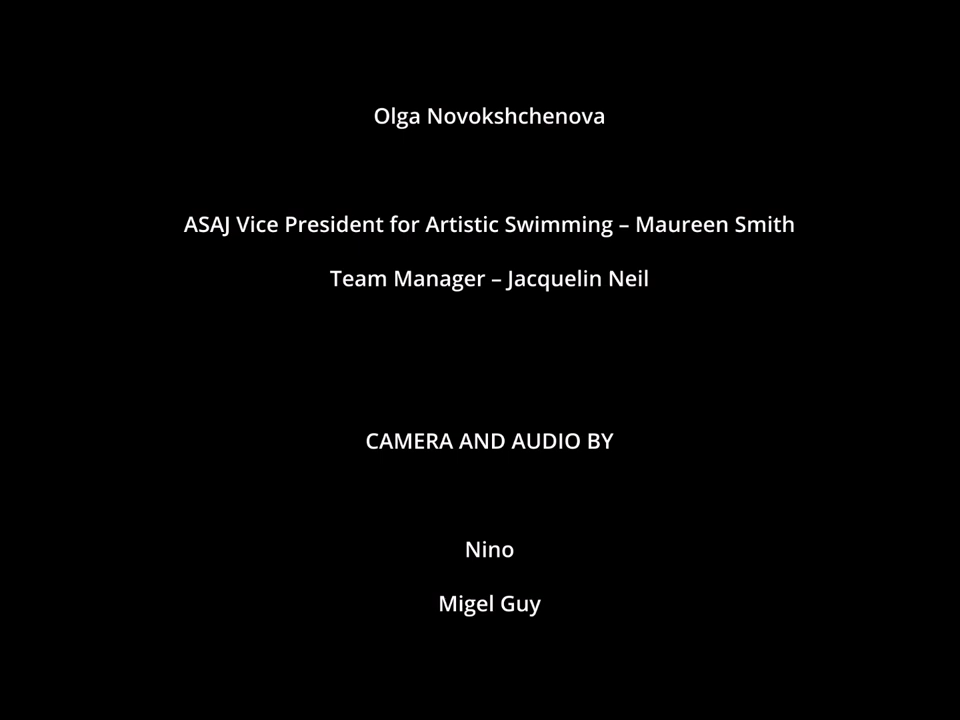 Olga Novokshchenova
ASAJ Vice President for Artistic Swimming – Maureen Smith
Team Manager – Jacquelin Neil
CAMERA AND AUDIO BY
Nino
Migel Guy